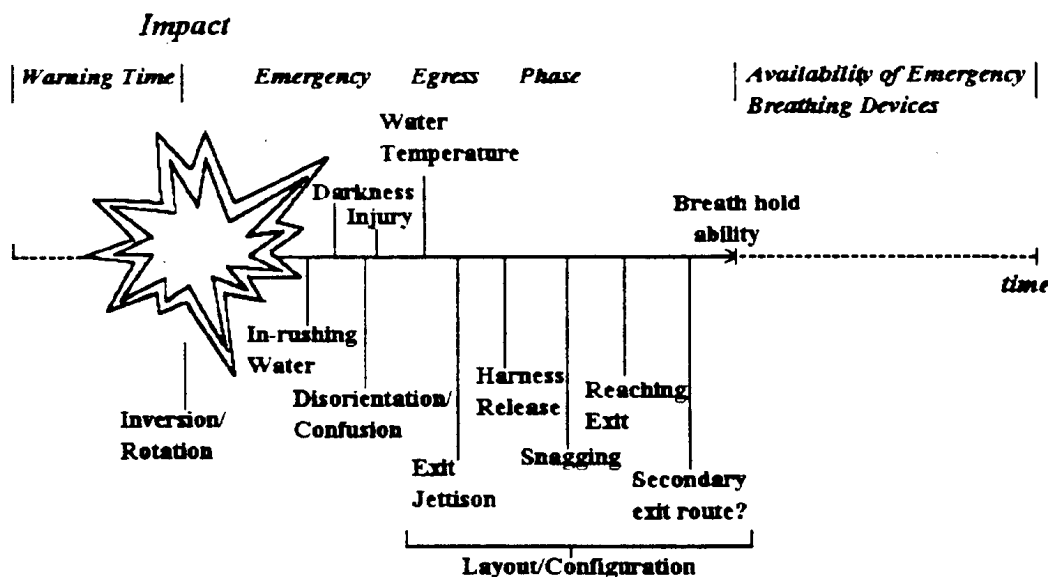 Impact
Warning Time
Emergency Egress Phase
Availability of Emergency
Breathing Devices
Water
Temperature
Darkness
Injury
Breath hold
ability
time
In-rushing
Water
Disorientation/
Confusion
Inversion/
Rotation
Harness
Release
Reaching
Exit
Snagging
Exit
Jettison
Secondary
exit route?
Layout/Configuration